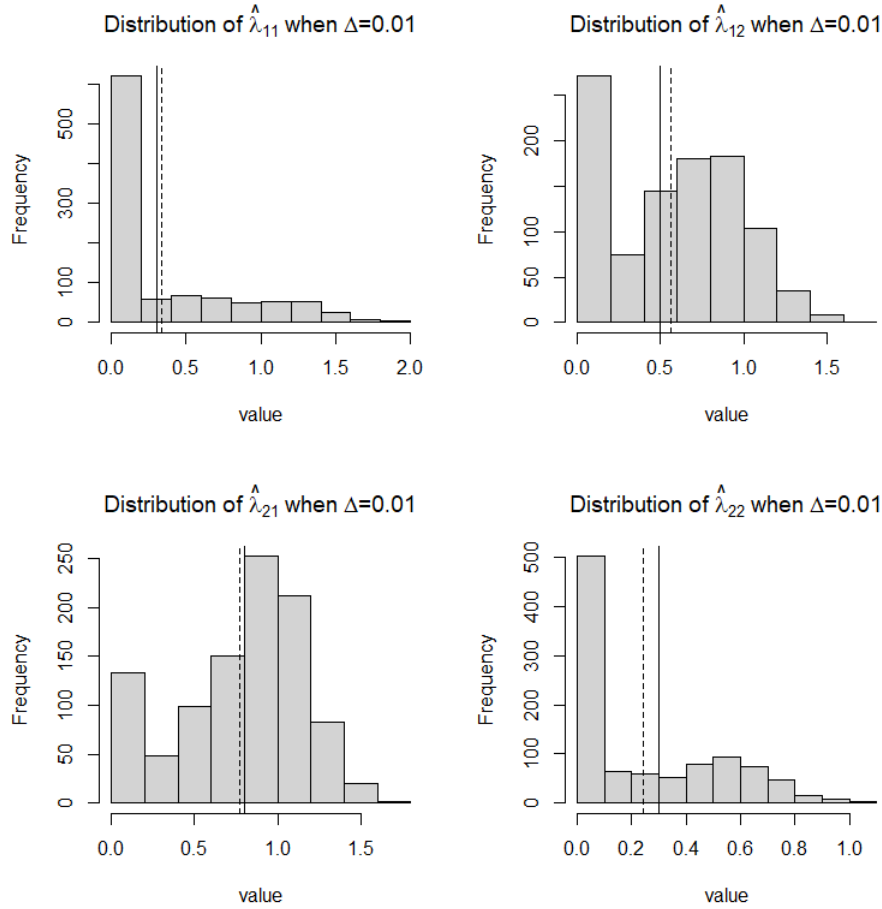 Distribution of λ̂₁₁ when Δ=0.01
Frequency
0 100 300 500
0.0 0.5 1.0 1.5 2.0
value
Distribution of λ̂₁₂ when Δ=0.01
Frequency
0 50 100 200
0.0 0.5 1.0 1.5
value
Distribution of λ̂₂₁ when Δ=0.01
Frequency
0 50 100 150 200 250
0.0 0.5 1.0 1.5
value
Distribution of λ̂₂₂ when Δ=0.01
Frequency
0 100 200 300 400 500
0.0 0.2 0.4 0.6 0.8 1.0
value